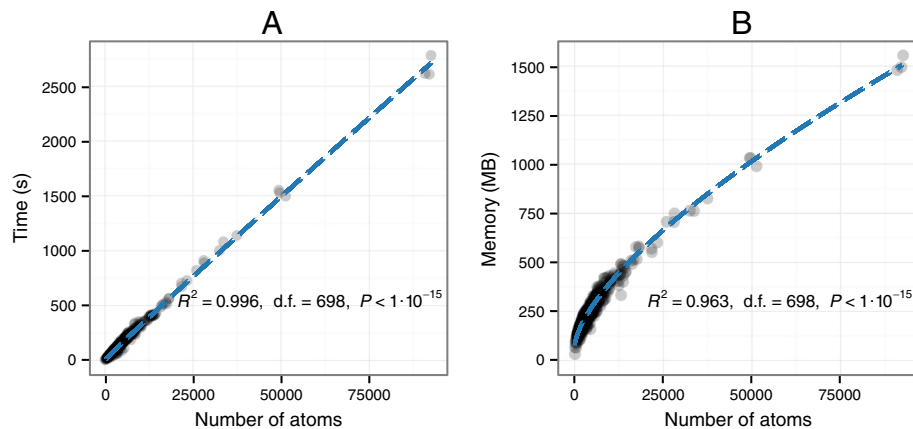 A
2500
2000
1500
1000
500
0
Time (s)
R² = 0.996, d.f. = 698, P < 1·10⁻¹⁵
0 25000 50000 75000
Number of atoms
B
1500
1250
1000
750
500
250
0
Memory (MB)
R² = 0.963, d.f. = 698, P < 1·10⁻¹⁵
0 25000 50000 75000
Number of atoms